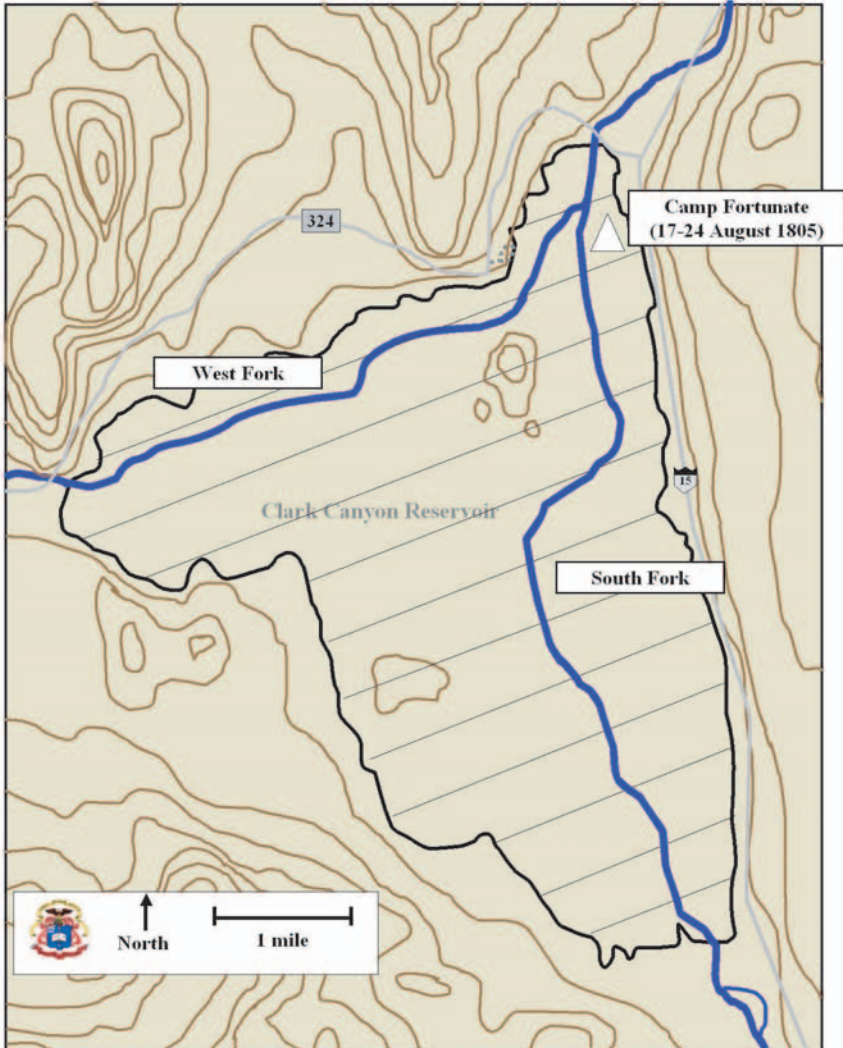 Camp Fortunate
(17-24 August 1805)
324
West Fork
15
Clark Canyon Reservoir
South Fork
North
1 mile